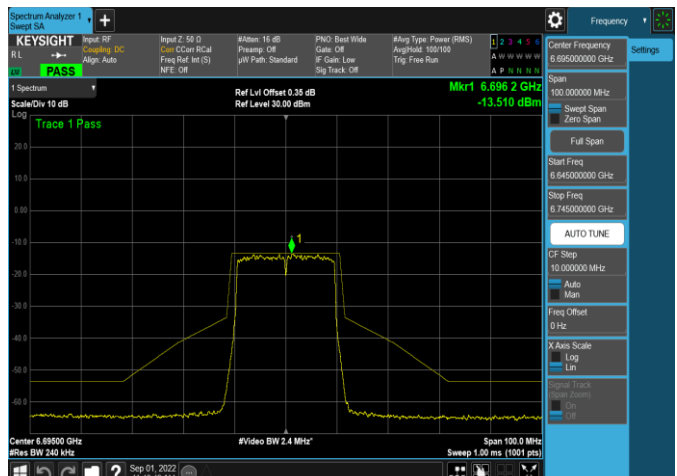 Spectrum Analyzer 1
Swept SA
+
Frequency
KEYSIGHT
RL
LW
PASS
Input: RF
Coupling: DC
Align: Auto
Input Z: 50 Ω
Corr CCorr RCal
Freq Ref: Int (S)
NFE: Off
#Atten: 16 dB
Preamp: Off
µW Path: Standard
PNO: Best Wide
Gate: Off
IF Gain: Low
Sig Track: Off
#Avg Type: Power (RMS)
Avg|Hold: 100/100
Trig: Free Run
1 2 3 4 5 6
A W W W W W
A P N N N N
1 Spectrum
Scale/Div 10 dB
Log
Ref Lvl Offset 0.35 dB
Ref Level 30.00 dBm
Mkr1 6.696 2 GHz
-13.510 dBm
Trace 1 Pass
20.0
10.0
0.00
-10.0
-20.0
-30.0
-40.0
-50.0
-60.0
1
Center 6.69500 GHz
#Res BW 240 kHz
#Video BW 2.4 MHz*
Span 100.0 MHz
Sweep 1.00 ms (1001 pts)
Sep 01, 2022
Settings
Center Frequency
6.695000000 GHz
Span
100.000000 MHz
Swept Span
Zero Span
Full Span
Start Freq
6.645000000 GHz
Stop Freq
6.745000000 GHz
AUTO TUNE
CF Step
10.000000 MHz
Auto
Man
Freq Offset
0 Hz
X Axis Scale
Log
Lin
Signal Track
(Span Zoom)
On
Off